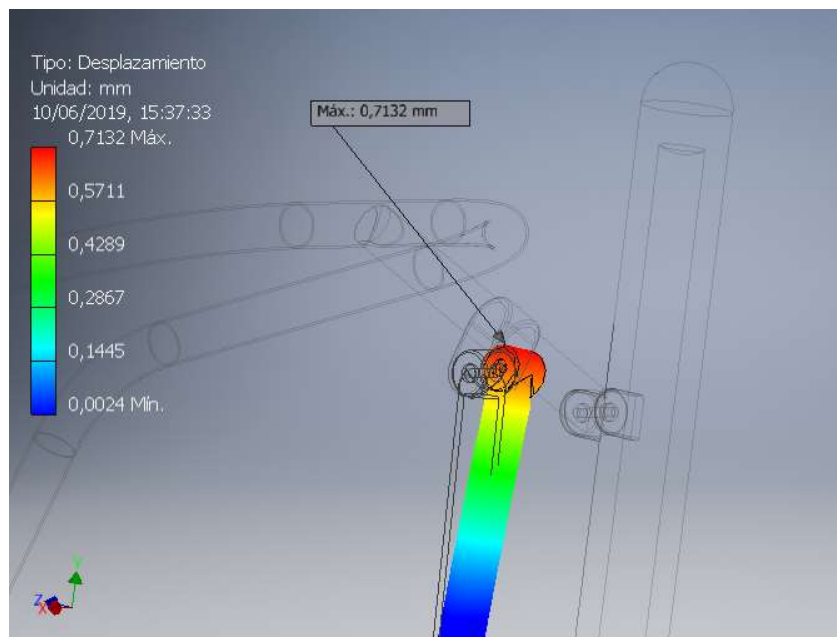 Tipo: Desplazamiento
Unidad: mm
10/06/2019, 15:37:33
0,7132 Máx.
0,5711
0,4289
0,2867
0,1445
0,0024 Mín.
Máx.: 0,7132 mm
Y
Z
X